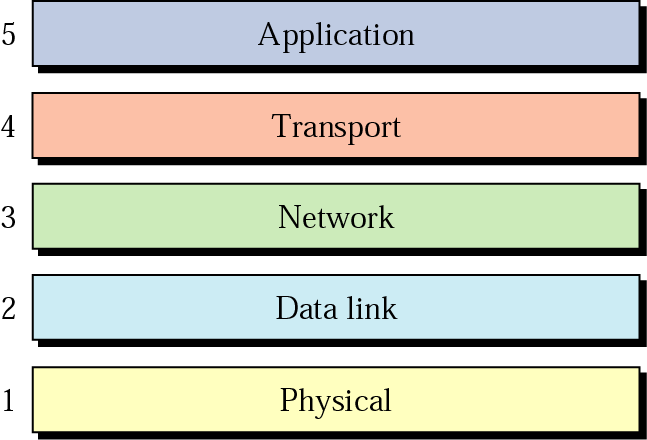 5 Application
4 Transport
3 Network
2 Data link
1 Physical